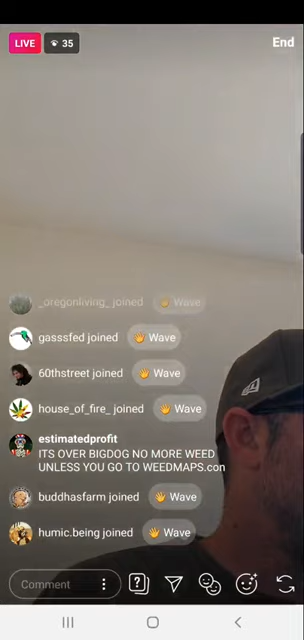 LIVE
35
End
_oregonliving_ joined
Wave
gasssfed joined
Wave
60thstreet joined
Wave
house_of_fire_ joined
Wave
estimatedprofit
ITS OVER BIGDOG NO MORE WEED
UNLESS YOU GO TO WEEDMAPS.con
buddhasfarm joined
Wave
humic.being joined
Wave
Comment